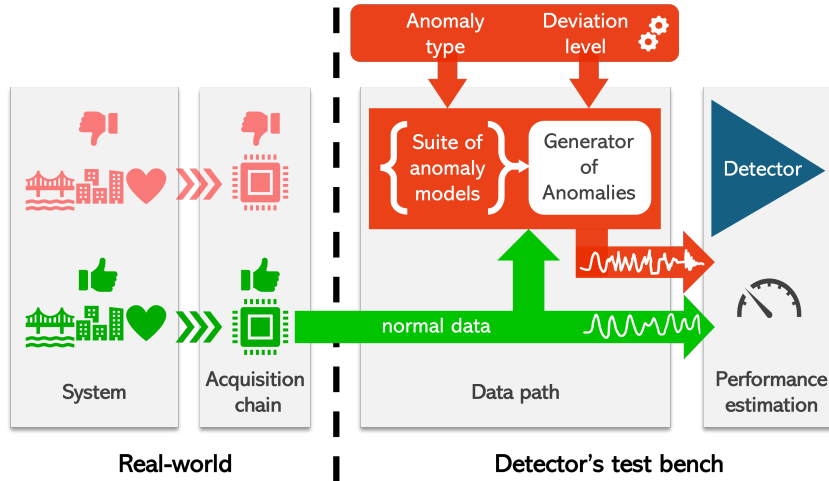 Anomaly
type
Deviation
level
Suite of
anomaly
models
Generator
of
Anomalies
Detector
normal data
System
Acquisition
chain
Data path
Performance
estimation
Real-world
Detector's test bench